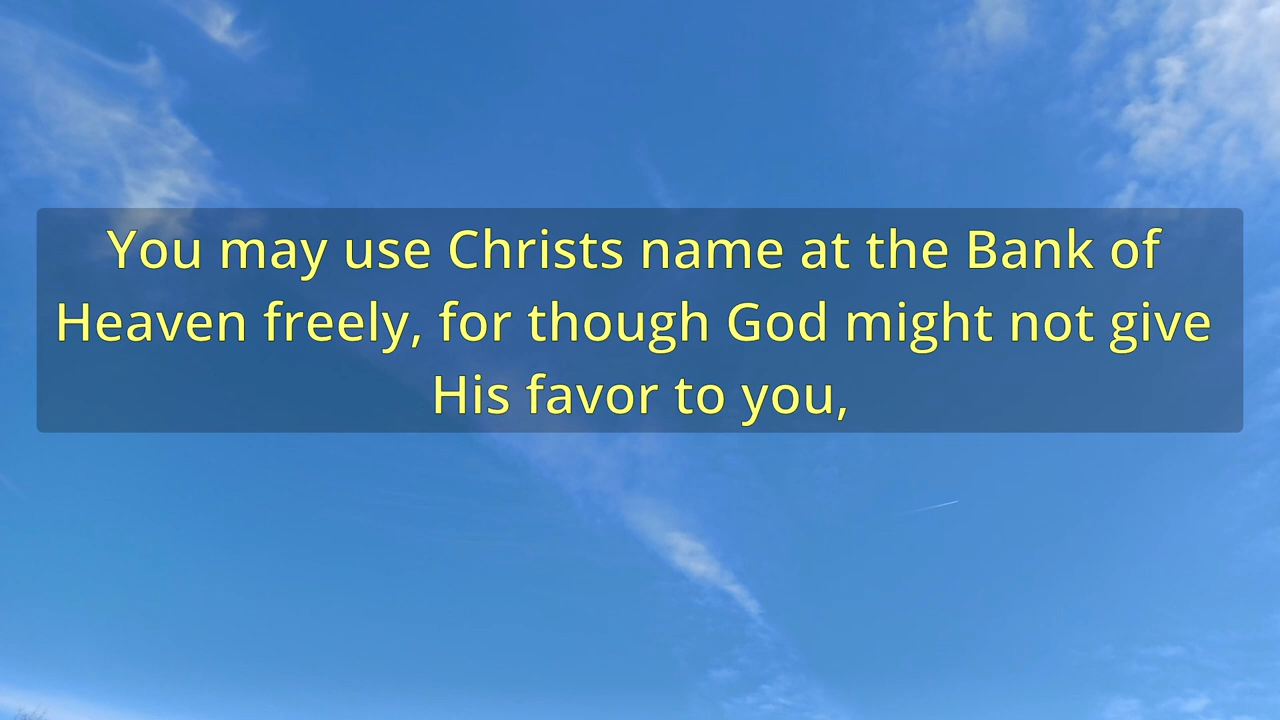 You may use Christs name at the Bank of
Heaven freely, for though God might not give
His favor to you,